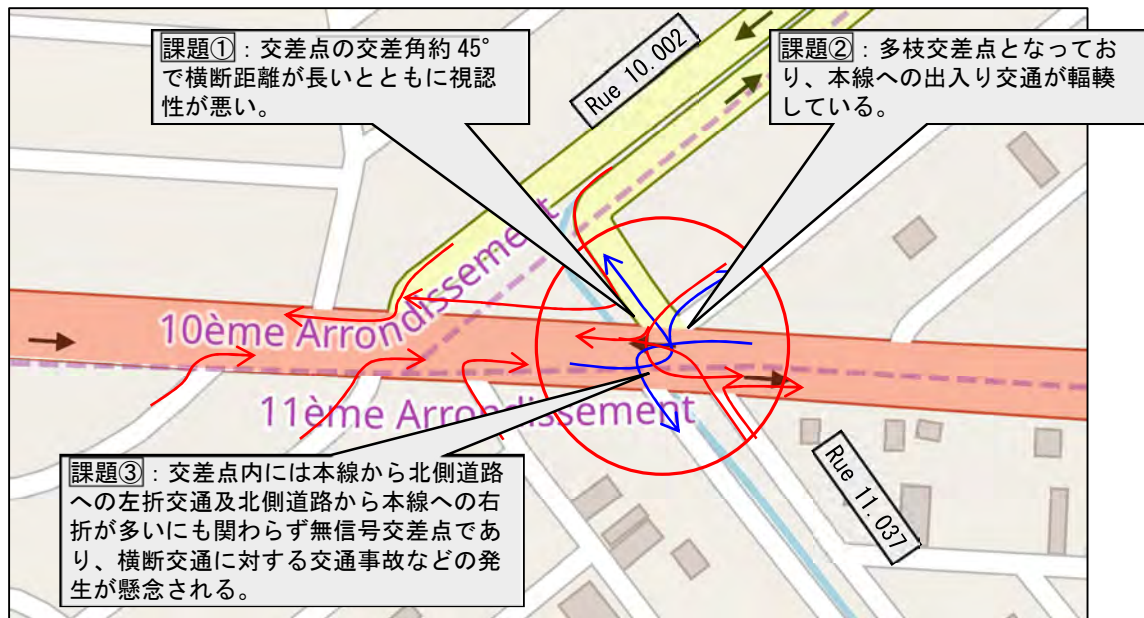 課題①：交差点の交差角約 45°
で横断距離が長いとともに視認
性が悪い。
Rue 10.002
課題②：多枝交差点となってお
り、本線への出入り交通が輻輳
している。
10ème Arrondissement
11ème Arrondissement
課題③：交差点内には本線から北側道路
への左折交通及北側道路から本線への右
折が多いにも関わらず無信号交差点であ
り、横断交通に対する交通事故などの発
生が懸念される。
Rue 11.037